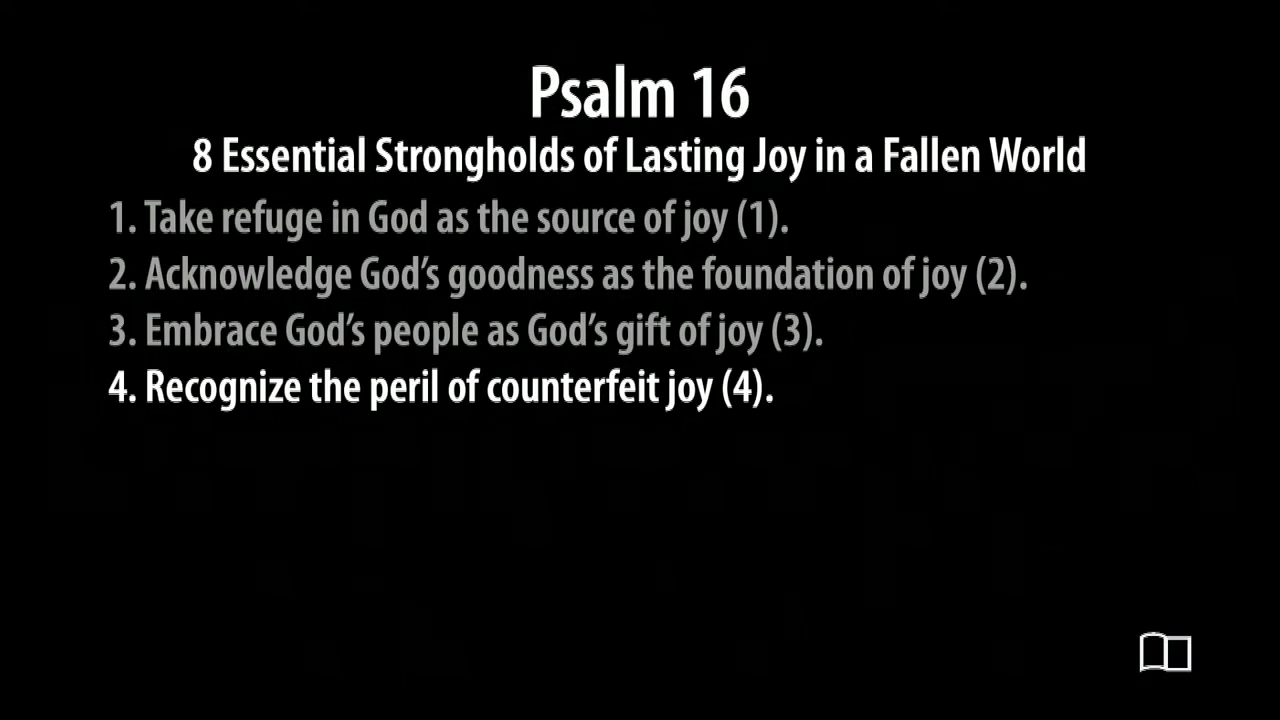 Psalm 16
8 Essential Strongholds of Lasting Joy in a Fallen World
1. Take refuge in God as the source of joy (1).
2. Acknowledge God’s goodness as the foundation of joy (2).
3. Embrace God’s people as God’s gift of joy (3).
4. Recognize the peril of counterfeit joy (4).